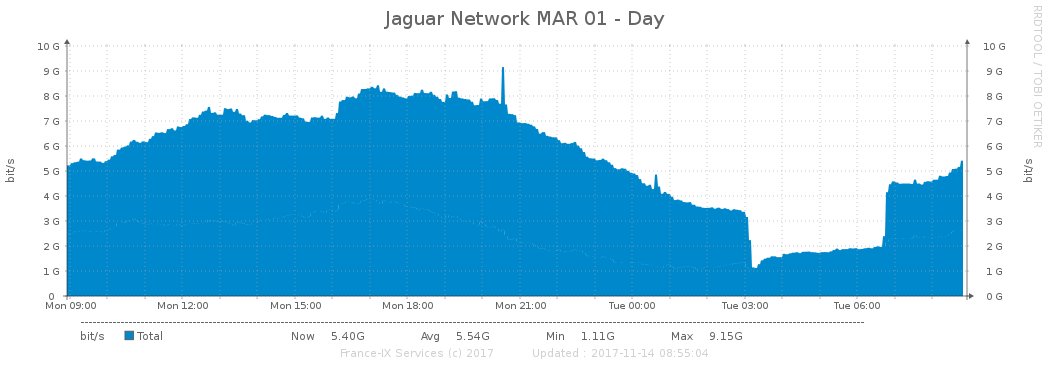 Jaguar Network MAR 01 - Day
RRDTOOL / TOBI OETIKER
10 G 10 G
9 G 9 G
8 G 8 G
7 G 7 G
6 G 6 G
5 G 5 G
4 G 4 G
3 G 3 G
2 G 2 G
1 G 1 G
0 0 G
bit/s
bit/s
Mon 09:00 Mon 12:00 Mon 15:00 Mon 18:00 Mon 21:00 Tue 00:00 Tue 03:00 Tue 06:00
bit/s Total Now 5.40G Avg 5.54G Min 1.11G Max 9.15G
France-IX Services (c) 2017 Updated : 2017-11-14 08:55:04